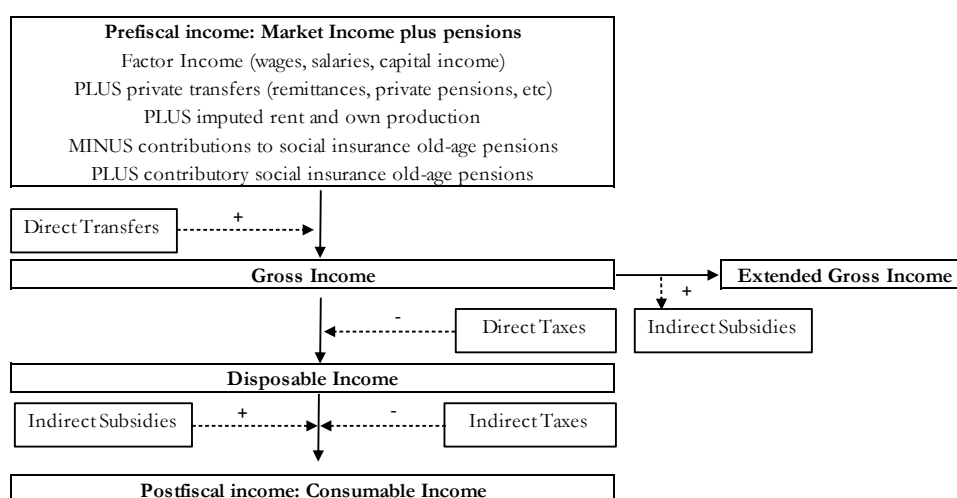 Prefiscal income: Market Income plus pensions
Factor Income (wages, salaries, capital income)
PLUS private transfers (remittances, private pensions, etc)
PLUS imputed rent and own production
MINUS contributions to social insurance old-age pensions
PLUS contributory social insurance old-age pensions
Direct Transfers
+
Gross Income
Extended Gross Income
+
-
Direct Taxes
Indirect Subsidies
Disposable Income
Indirect Subsidies
+
-
Indirect Taxes
Postfiscal income: Consumable Income